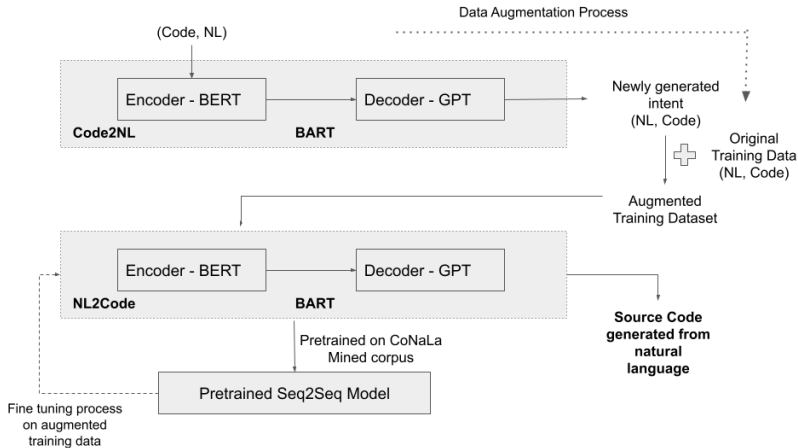 Data Augmentation Process
(Code, NL)
Encoder - BERT
Decoder - GPT
Code2NL
BART
Newly generated
intent
(NL, Code)
Original
Training Data
(NL, Code)
Augmented
Training Dataset
Encoder - BERT
Decoder - GPT
NL2Code
BART
Source Code
generated from
natural
language
Pretrained on CoNaLa
Mined corpus
Pretrained Seq2Seq Model
Fine tuning process
on augmented
training data